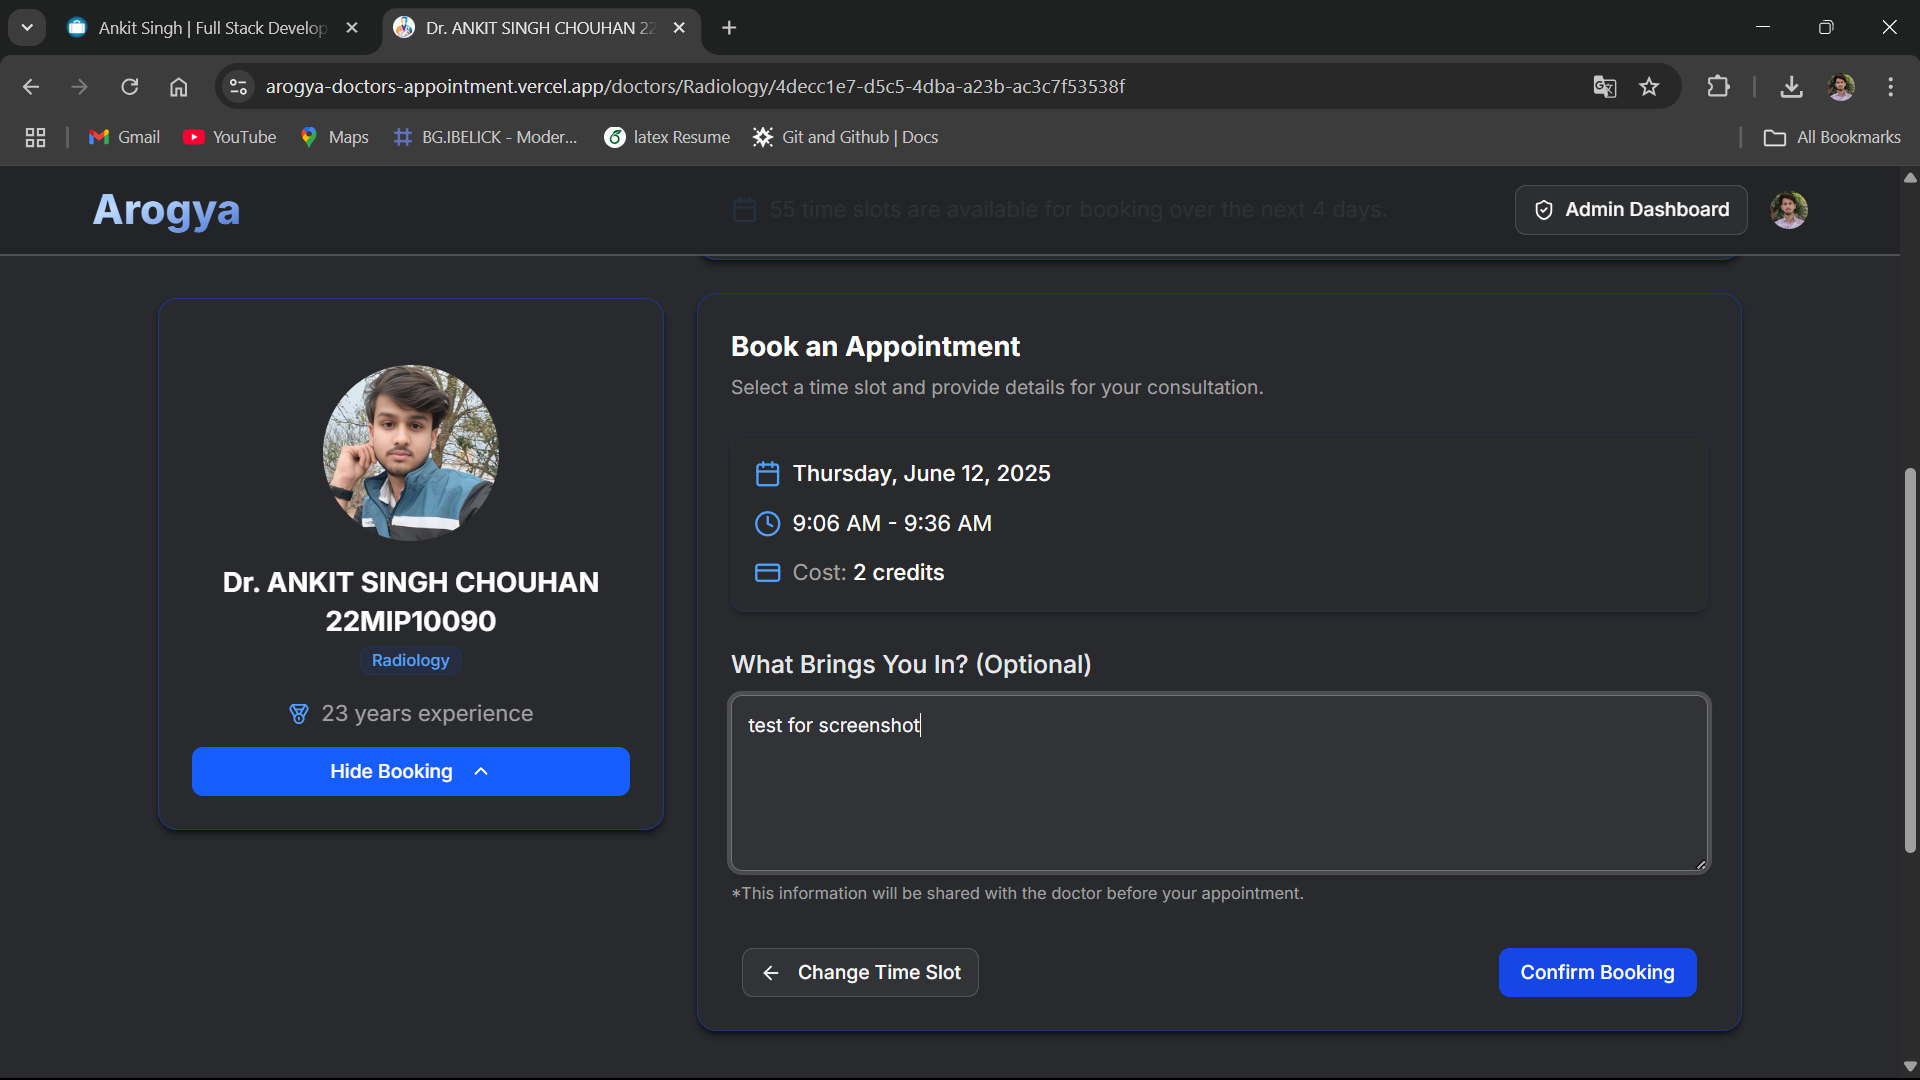 Ankit Singh | Full Stack Develop
Dr. ANKIT SINGH CHOUHAN 22
arogya-doctors-appointment.vercel.app/doctors/Radiology/4decc1e7-d5c5-4dba-a23b-ac3c7f53538f
Gmail
YouTube
Maps
BG.IBELICK - Moder...
latex Resume
Git and Github | Docs
All Bookmarks
Arogya
55 time slots are available for booking over the next 4 days.
Admin Dashboard
Dr. ANKIT SINGH CHOUHAN
22MIP10090
Radiology
23 years experience
Hide Booking
Book an Appointment
Select a time slot and provide details for your consultation.
Thursday, June 12, 2025
9:06 AM - 9:36 AM
Cost: 2 credits
What Brings You In? (Optional)
test for screenshot
*This information will be shared with the doctor before your appointment.
Change Time Slot
Confirm Booking